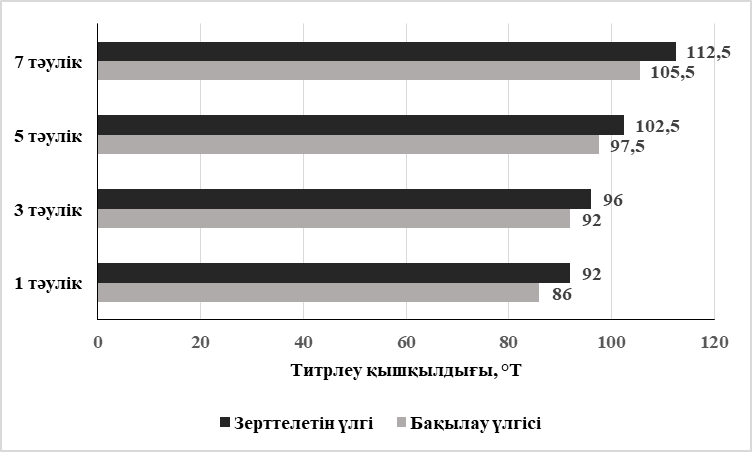 7 тәулік
112,5
105,5
5 тәулік
102,5
97,5
3 тәулік
96
92
1 тәулік
92
86
0 20 40 60 80 100 120
Титрлеу қышқылдығы, °Т
Зерттелетін үлгі Бақылау үлгісі